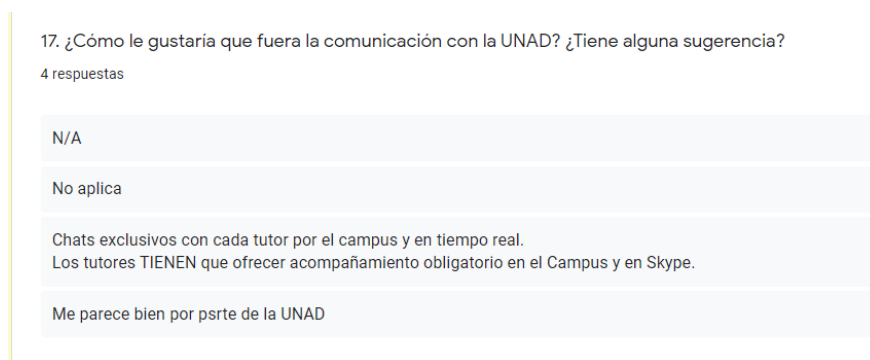 17. ¿Cómo le gustaría que fuera la comunicación con la UNAD? ¿Tiene alguna sugerencia?
4 respuestas
N/A
No aplica
Chats exclusivos con cada tutor por el campus y en tiempo real.
Los tutores TIENEN que ofrecer acompañamiento obligatorio en el Campus y en Skype.
Me parece bien por psrte de la UNAD